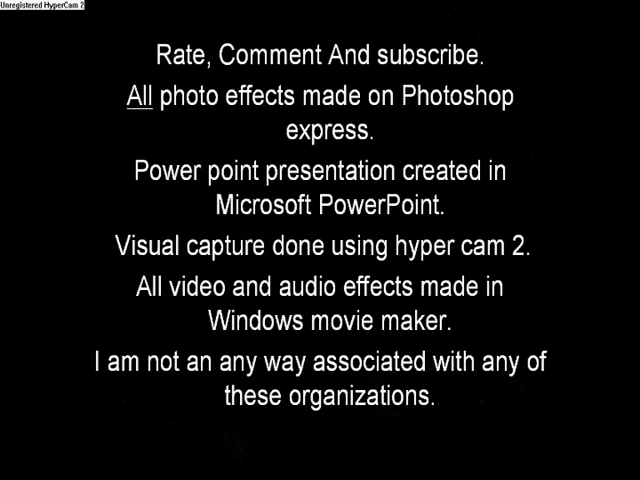 Unregistered HyperCam 2
Rate, Comment And subscribe.
All photo effects made on Photoshop
express.
Power point presentation created in
Microsoft PowerPoint.
Visual capture done using hyper cam 2.
All video and audio effects made in
Windows movie maker.
I am not an any way associated with any of
these organizations.